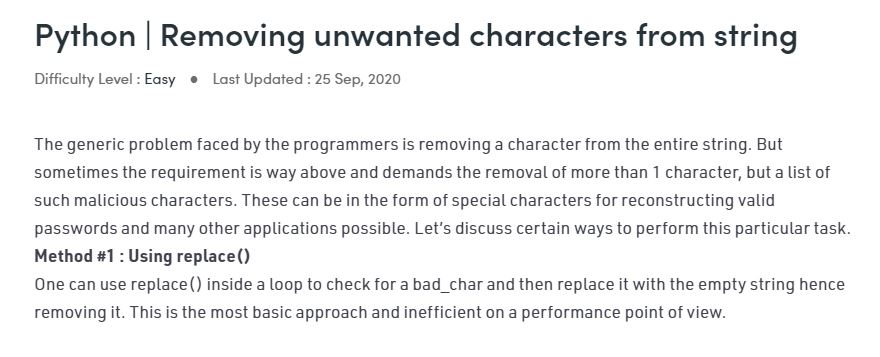 Python | Removing unwanted characters from string
Difficulty Level : Easy ● Last Updated : 25 Sep, 2020
The generic problem faced by the programmers is removing a character from the entire string. But
sometimes the requirement is way above and demands the removal of more than 1 character, but a list of
such malicious characters. These can be in the form of special characters for reconstructing valid
passwords and many other applications possible. Let’s discuss certain ways to perform this particular task.
Method #1 : Using replace()
One can use replace() inside a loop to check for a bad_char and then replace it with the empty string hence
removing it. This is the most basic approach and inefficient on a performance point of view.